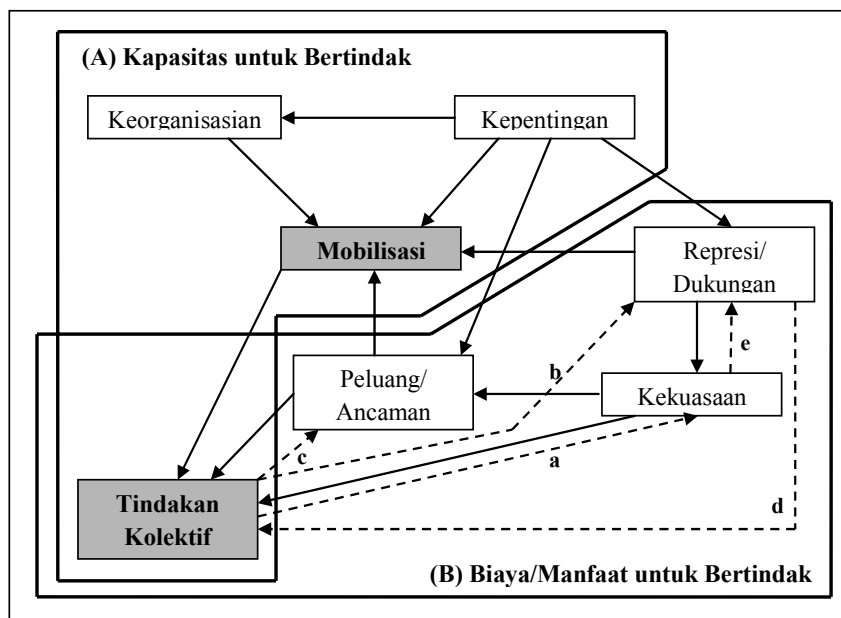 (A) Kapasitas untuk Bertindak
Keorganisasian
Kepentingan
Mobilisasi
Represi/
Dukungan
e
b
Peluang/
Ancaman
Kekuasaan
c
a
Tindakan
Kolektif
d
(B) Biaya/Manfaat untuk Bertindak